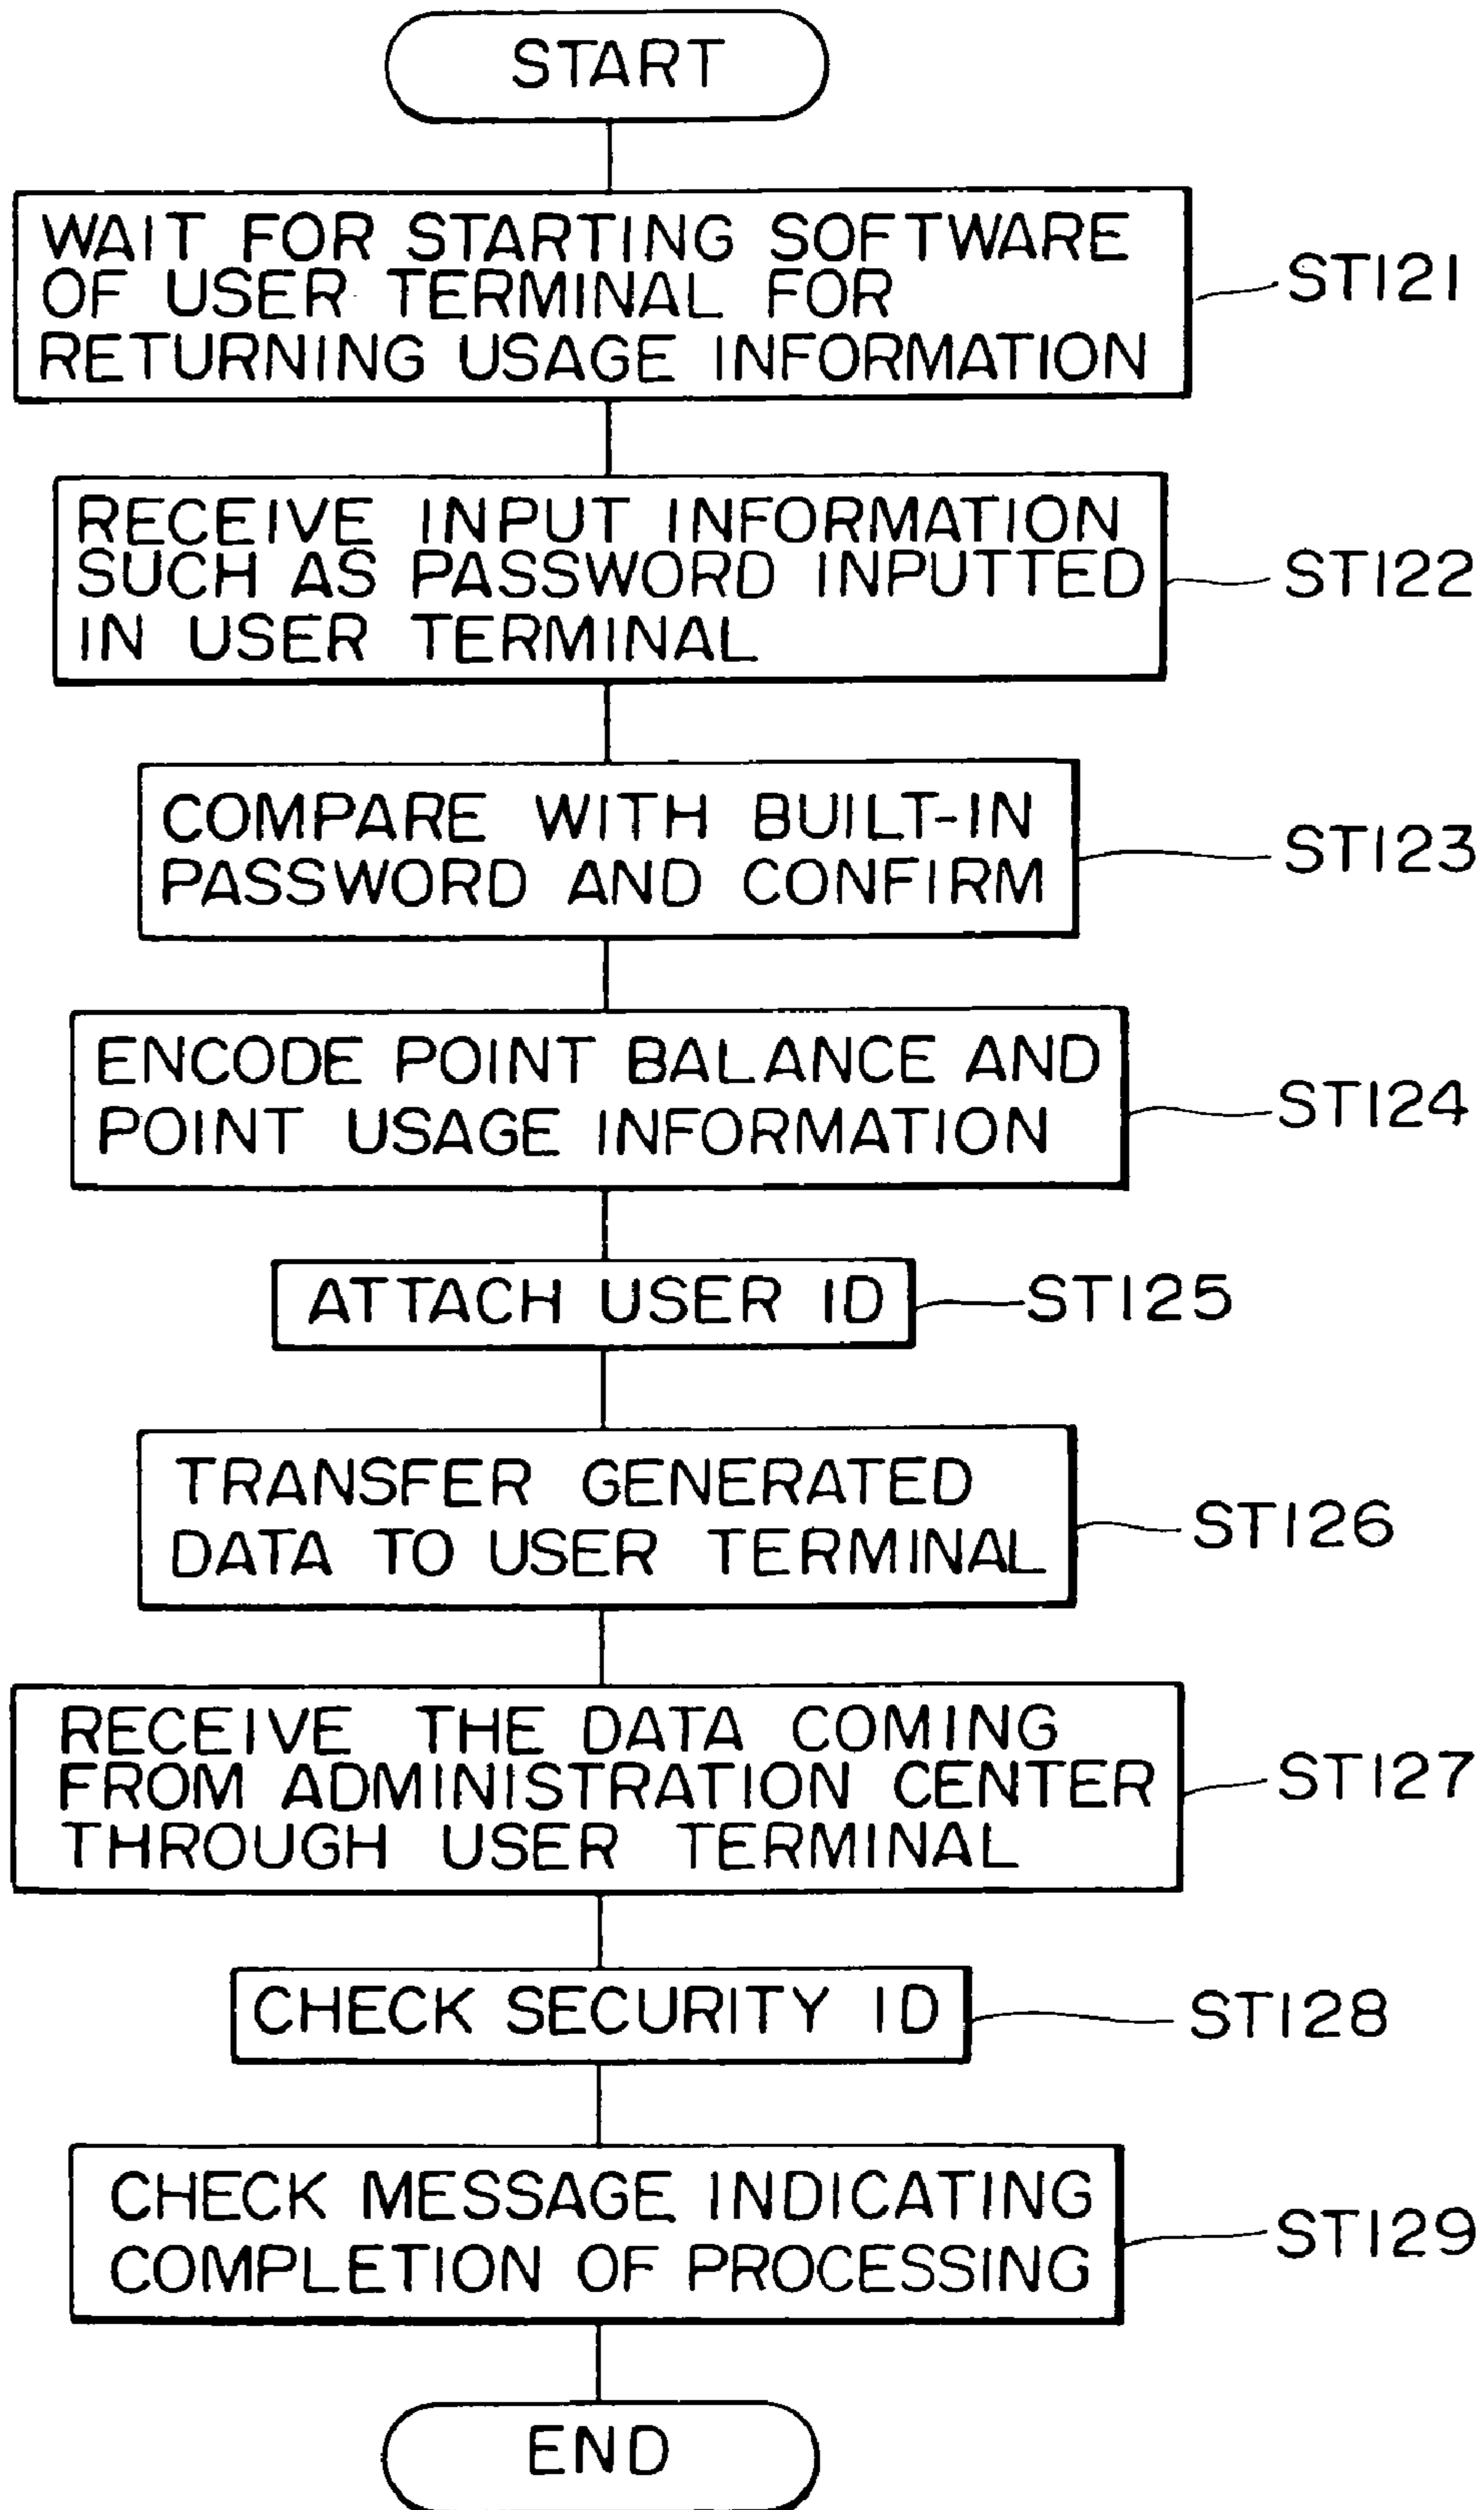 START
WAIT FOR STARTING SOFTWARE
OF USER TERMINAL FOR
RETURNING USAGE INFORMATION
ST121
RECEIVE INPUT INFORMATION
SUCH AS PASSWORD INPUTTED
IN USER TERMINAL
ST122
COMPARE WITH BUILT-IN
PASSWORD AND CONFIRM
ST123
ENCODE POINT BALANCE AND
POINT USAGE INFORMATION
ST124
ATTACH USER ID
ST125
TRANSFER GENERATED
DATA TO USER TERMINAL
ST126
RECEIVE THE DATA COMING
FROM ADMINISTRATION CENTER
THROUGH USER TERMINAL
ST127
CHECK SECURITY ID
ST128
CHECK MESSAGE INDICATING
COMPLETION OF PROCESSING
ST129
END